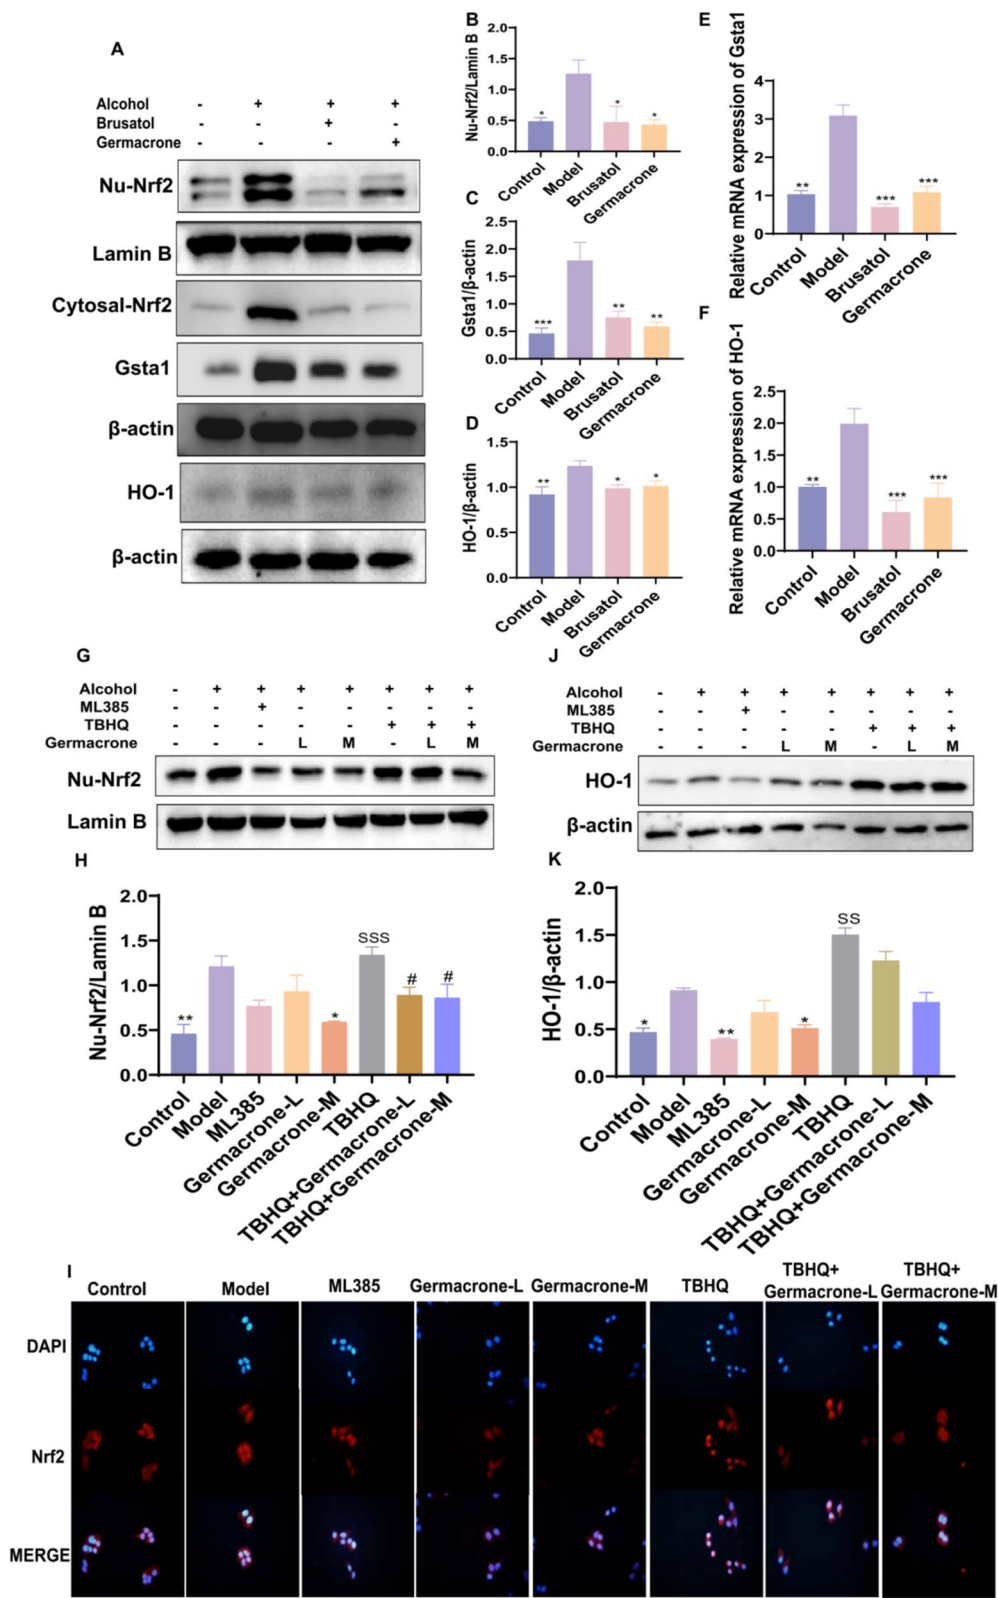 A
Alcohol - + + +
Brusatol - - + -
Germacrone - - - +
Nu-Nrf2
Lamin B
Cytosal-Nrf2
Gsta1
β-actin
HO-1
β-actin
B
Nu-Nrf2/Lamin B
2.0
1.5
1.0
0.5
0.0
* * *
Control Model Brusatol Germacrone
C
Gsta1/β-actin
2.5
2.0
1.5
1.0
0.5
0.0
*** ** **
Control Model Brusatol Germacrone
D
HO-1/β-actin
1.5
1.0
0.5
0.0
** * *
Control Model Brusatol Germacrone
E
Relative mRNA expression of Gsta1
4
3
2
1
0
** *** ***
Control Model Brusatol Germacrone
F
Relative mRNA expression of HO-1
2.5
2.0
1.5
1.0
0.5
0.0
** *** ***
Control Model Brusatol Germacrone
G
Alcohol - + + + + + + +
ML385 - - + - - - - -
TBHQ - - - - - + + +
Germacrone - - - L M - L M
Nu-Nrf2
Lamin B
H
Nu-Nrf2/Lamin B
2.0
1.5
1.0
0.5
0.0
** * SSS # #
Control Model ML385 Germacrone-L Germacrone-M TBHQ TBHQ+Germacrone-L TBHQ+Germacrone-M
J
Alcohol - + + + + + + +
ML385 - - + - - - - -
TBHQ - - - - - + + +
Germacrone - - - L M - L M
HO-1
β-actin
K
HO-1/β-actin
2.0
1.5
1.0
0.5
0.0
* ** * SS
Control Model ML385 Germacrone-L Germacrone-M TBHQ TBHQ+Germacrone-L TBHQ+Germacrone-M
I
Control Model ML385 Germacrone-L Germacrone-M TBHQ TBHQ+ Germacrone-L TBHQ+ Germacrone-M
DAPI
Nrf2
MERGE